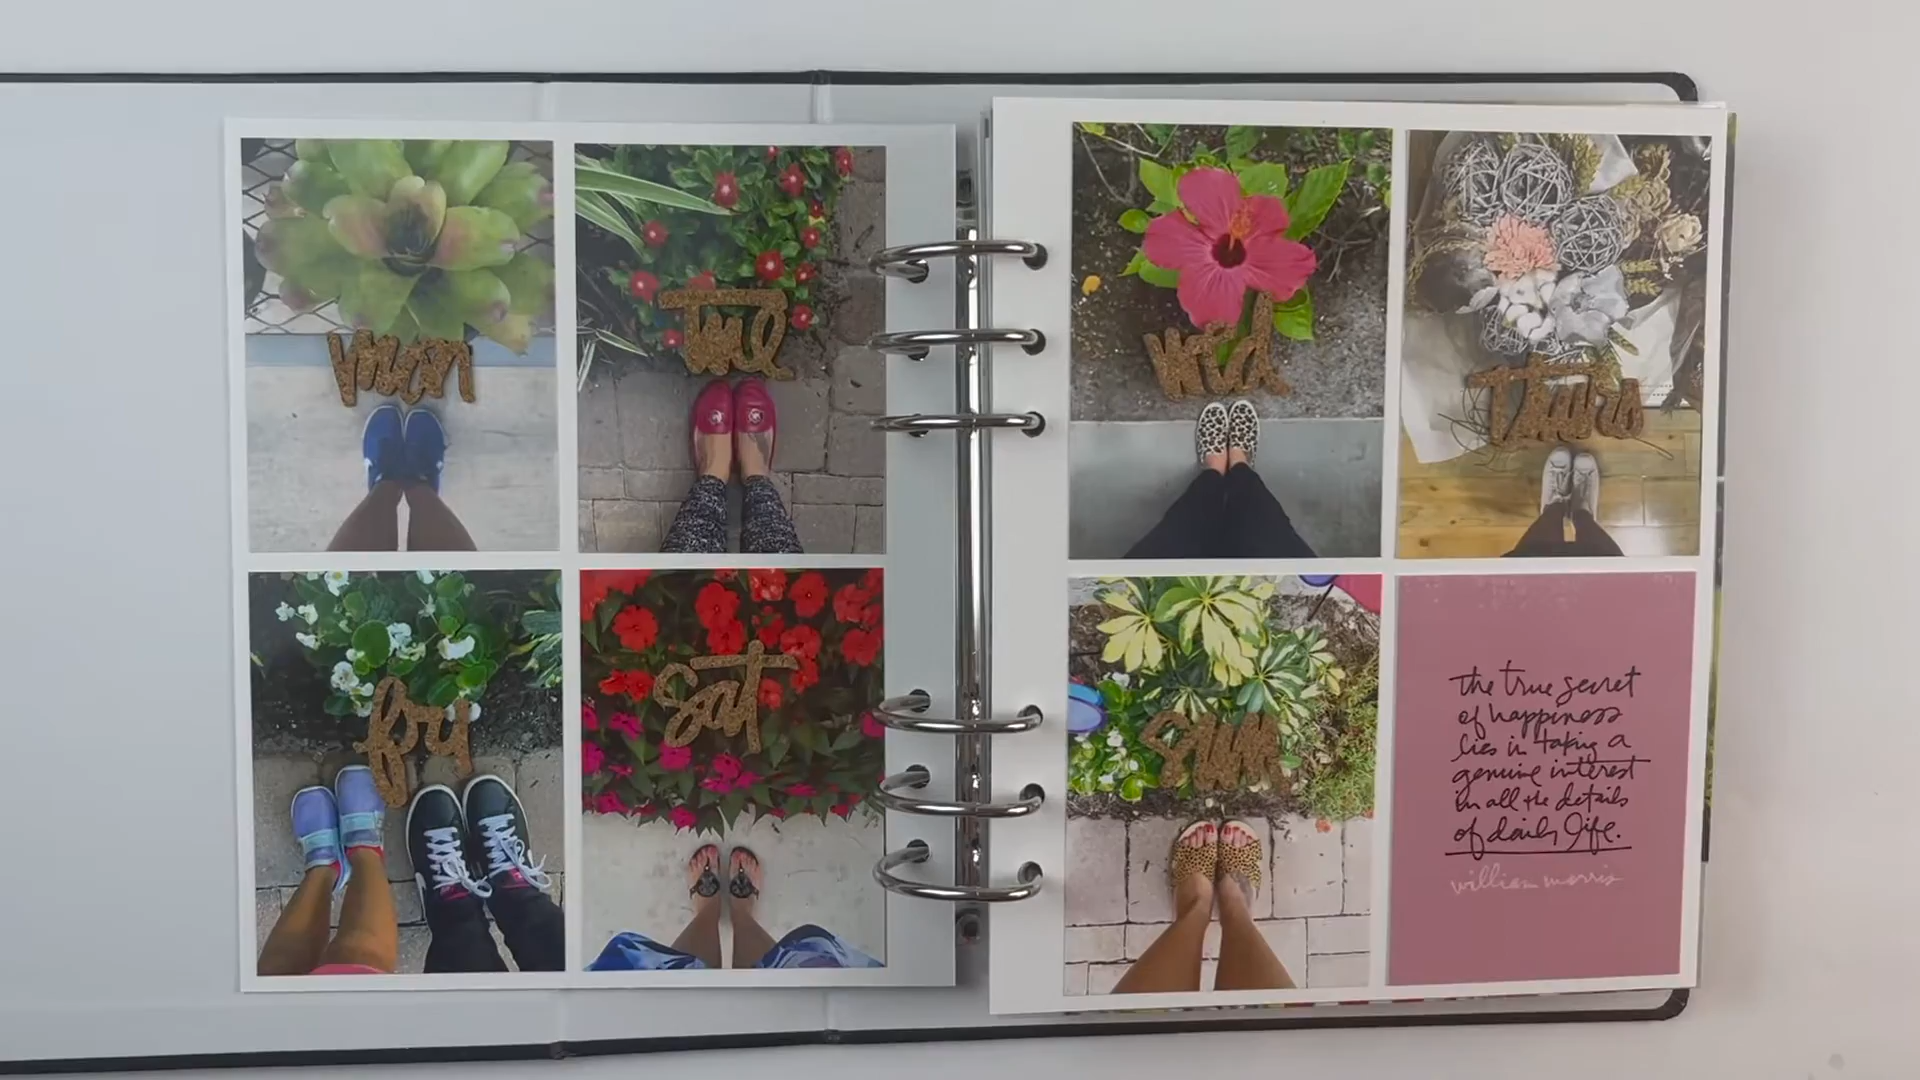 mon
tue
wed
thurs
fri
sat
sun
the true secret
of happiness
lies in taking a
genuine interest
in all the details
of daily life.
william morris